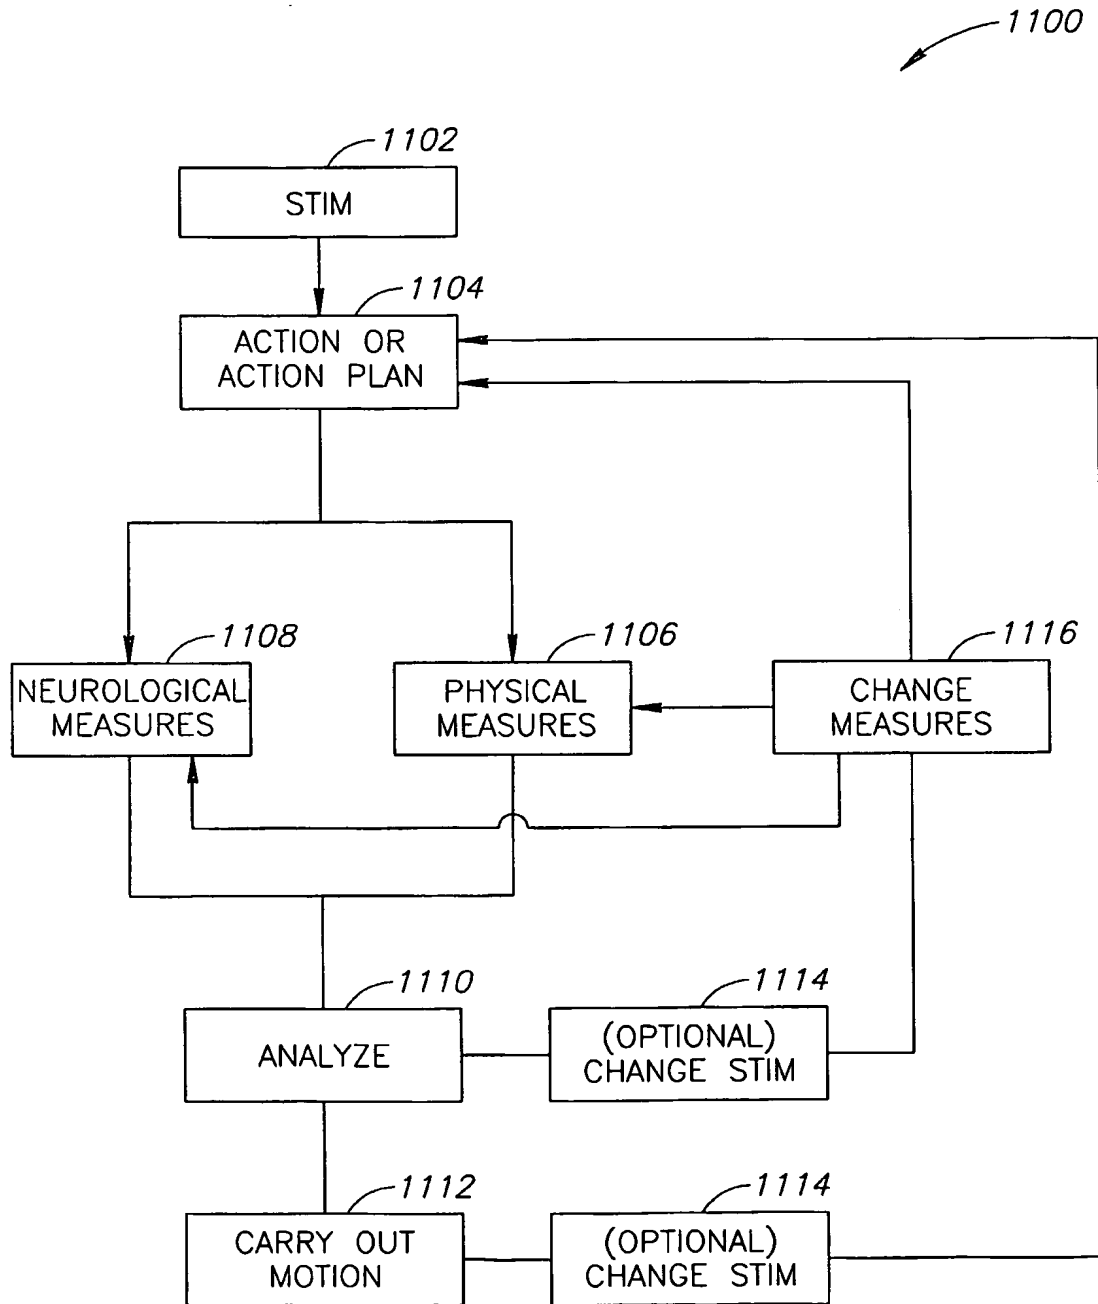 1100
1102
STIM
1104
ACTION OR
ACTION PLAN
1108
NEUROLOGICAL
MEASURES
1106
PHYSICAL
MEASURES
1116
CHANGE
MEASURES
1110
ANALYZE
1114
(OPTIONAL)
CHANGE STIM
1112
CARRY OUT
MOTION
1114
(OPTIONAL)
CHANGE STIM